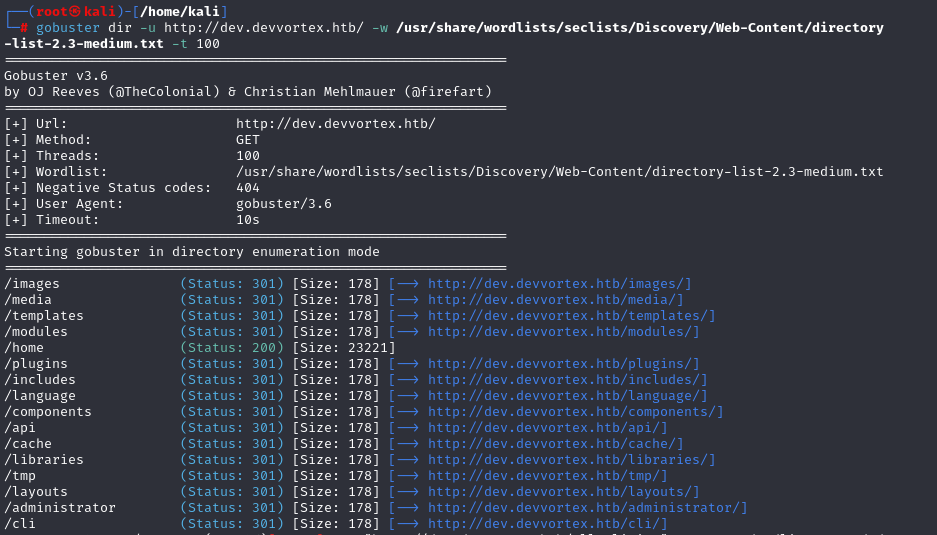 ┌──(root㉿kali)-[/home/kali]
└─# gobuster dir -u http://dev.devvortex.htb/ -w /usr/share/wordlists/seclists/Discovery/Web-Content/directory
-list-2.3-medium.txt -t 100
===============================================================
Gobuster v3.6
by OJ Reeves (@TheColonial) & Christian Mehlmauer (@firefart)
===============================================================
[+] Url:                     http://dev.devvortex.htb/
[+] Method:                  GET
[+] Threads:                 100
[+] Wordlist:                /usr/share/wordlists/seclists/Discovery/Web-Content/directory-list-2.3-medium.txt
[+] Negative Status codes:   404
[+] User Agent:              gobuster/3.6
[+] Timeout:                 10s
===============================================================
Starting gobuster in directory enumeration mode
===============================================================
/images               (Status: 301) [Size: 178] [--> http://dev.devvortex.htb/images/]
/media                (Status: 301) [Size: 178] [--> http://dev.devvortex.htb/media/]
/templates            (Status: 301) [Size: 178] [--> http://dev.devvortex.htb/templates/]
/modules              (Status: 301) [Size: 178] [--> http://dev.devvortex.htb/modules/]
/home                 (Status: 200) [Size: 23221]
/plugins              (Status: 301) [Size: 178] [--> http://dev.devvortex.htb/plugins/]
/includes             (Status: 301) [Size: 178] [--> http://dev.devvortex.htb/includes/]
/language             (Status: 301) [Size: 178] [--> http://dev.devvortex.htb/language/]
/components           (Status: 301) [Size: 178] [--> http://dev.devvortex.htb/components/]
/api                  (Status: 301) [Size: 178] [--> http://dev.devvortex.htb/api/]
/cache                (Status: 301) [Size: 178] [--> http://dev.devvortex.htb/cache/]
/libraries            (Status: 301) [Size: 178] [--> http://dev.devvortex.htb/libraries/]
/tmp                  (Status: 301) [Size: 178] [--> http://dev.devvortex.htb/tmp/]
/layouts              (Status: 301) [Size: 178] [--> http://dev.devvortex.htb/layouts/]
/administrator        (Status: 301) [Size: 178] [--> http://dev.devvortex.htb/administrator/]
/cli                  (Status: 301) [Size: 178] [--> http://dev.devvortex.htb/cli/]